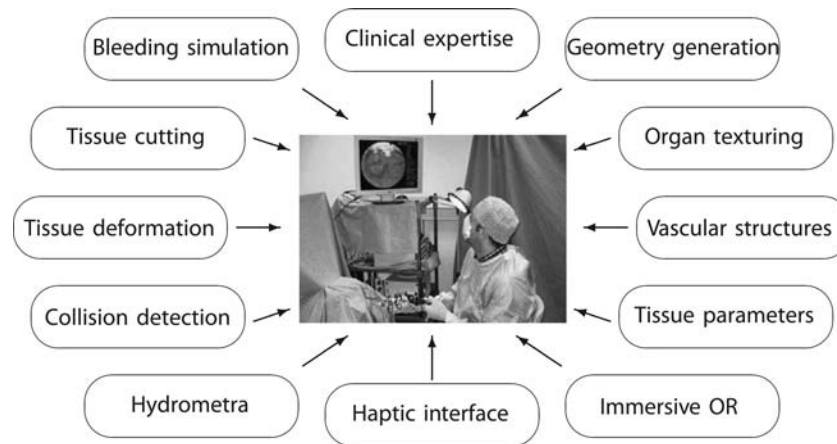 Bleeding simulation
Clinical expertise
Geometry generation
Tissue cutting
Organ texturing
Tissue deformation
Vascular structures
Collision detection
Tissue parameters
Hydrometra
Haptic interface
Immersive OR